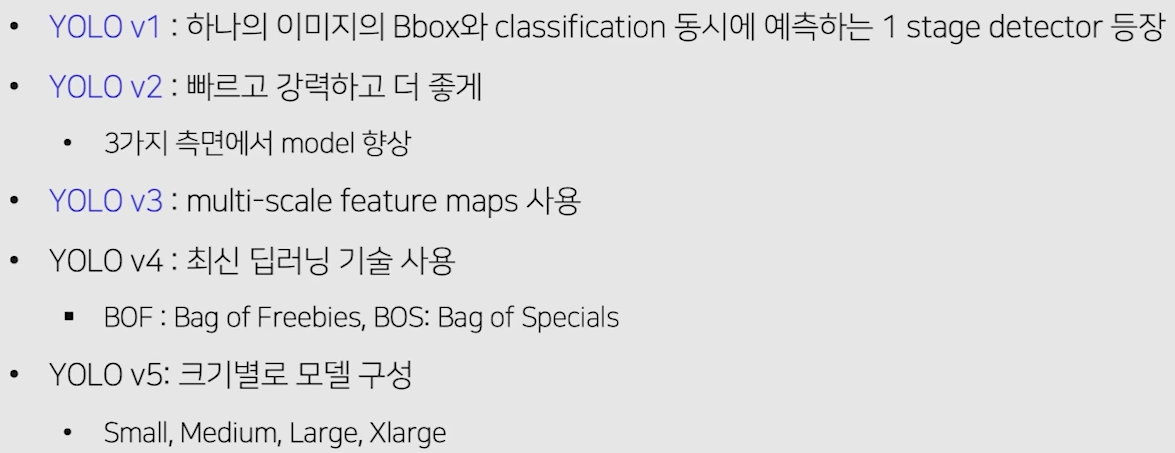 • YOLO v1 : 하나의 이미지의 Bbox와 classification 동시에 예측하는 1 stage detector 등장
• YOLO v2 : 빠르고 강력하고 더 좋게
• 3가지 측면에서 model 향상
• YOLO v3 : multi-scale feature maps 사용
• YOLO v4 : 최신 딥러닝 기술 사용
▪ BOF : Bag of Freebies, BOS: Bag of Specials
• YOLO v5: 크기별로 모델 구성
• Small, Medium, Large, Xlarge